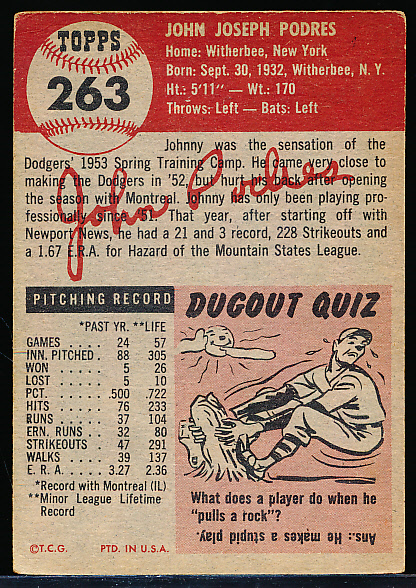 TOPPS
263
JOHN JOSEPH PODRES
Home: Witherbee, New York
Born: Sept. 30, 1932, Witherbee, N. Y.
Ht.: 5'11" — Wt.: 170
Throws: Left — Bats: Left
Johnny was the sensation of the
Dodgers' 1953 Spring Training Camp. He came very close to
making the Dodgers in '52, but hurt his back after opening
the season with Montreal. Johnny has only been playing pro-
fessionally since '51. That year, after starting off with
Newport News, he had a 21 and 3 record, 228 Strikeouts and
a 1.67 E.R.A. for Hazard of the Mountain States League.
John Podres
PITCHING RECORD
*PAST YR. **LIFE
GAMES . . . . 24 57
INN. PITCHED . 88 305
WON . . . . . 5 26
LOST . . . . . 5 10
PCT. . . . . .500 .722
HITS . . . . . 76 233
RUNS . . . . 37 104
ERN. RUNS . . 32 80
STRIKEOUTS . 47 291
WALKS . . . . 39 137
E. R. A. . . . . 3.27 2.36
*Record with Montreal (IL)
**Minor League Lifetime
Record
©T.C.G. PTD. IN U.S.A.
DUGOUT QUIZ
What does a player do when he
"pulls a rock"?
Ans.: He makes a stupid play.